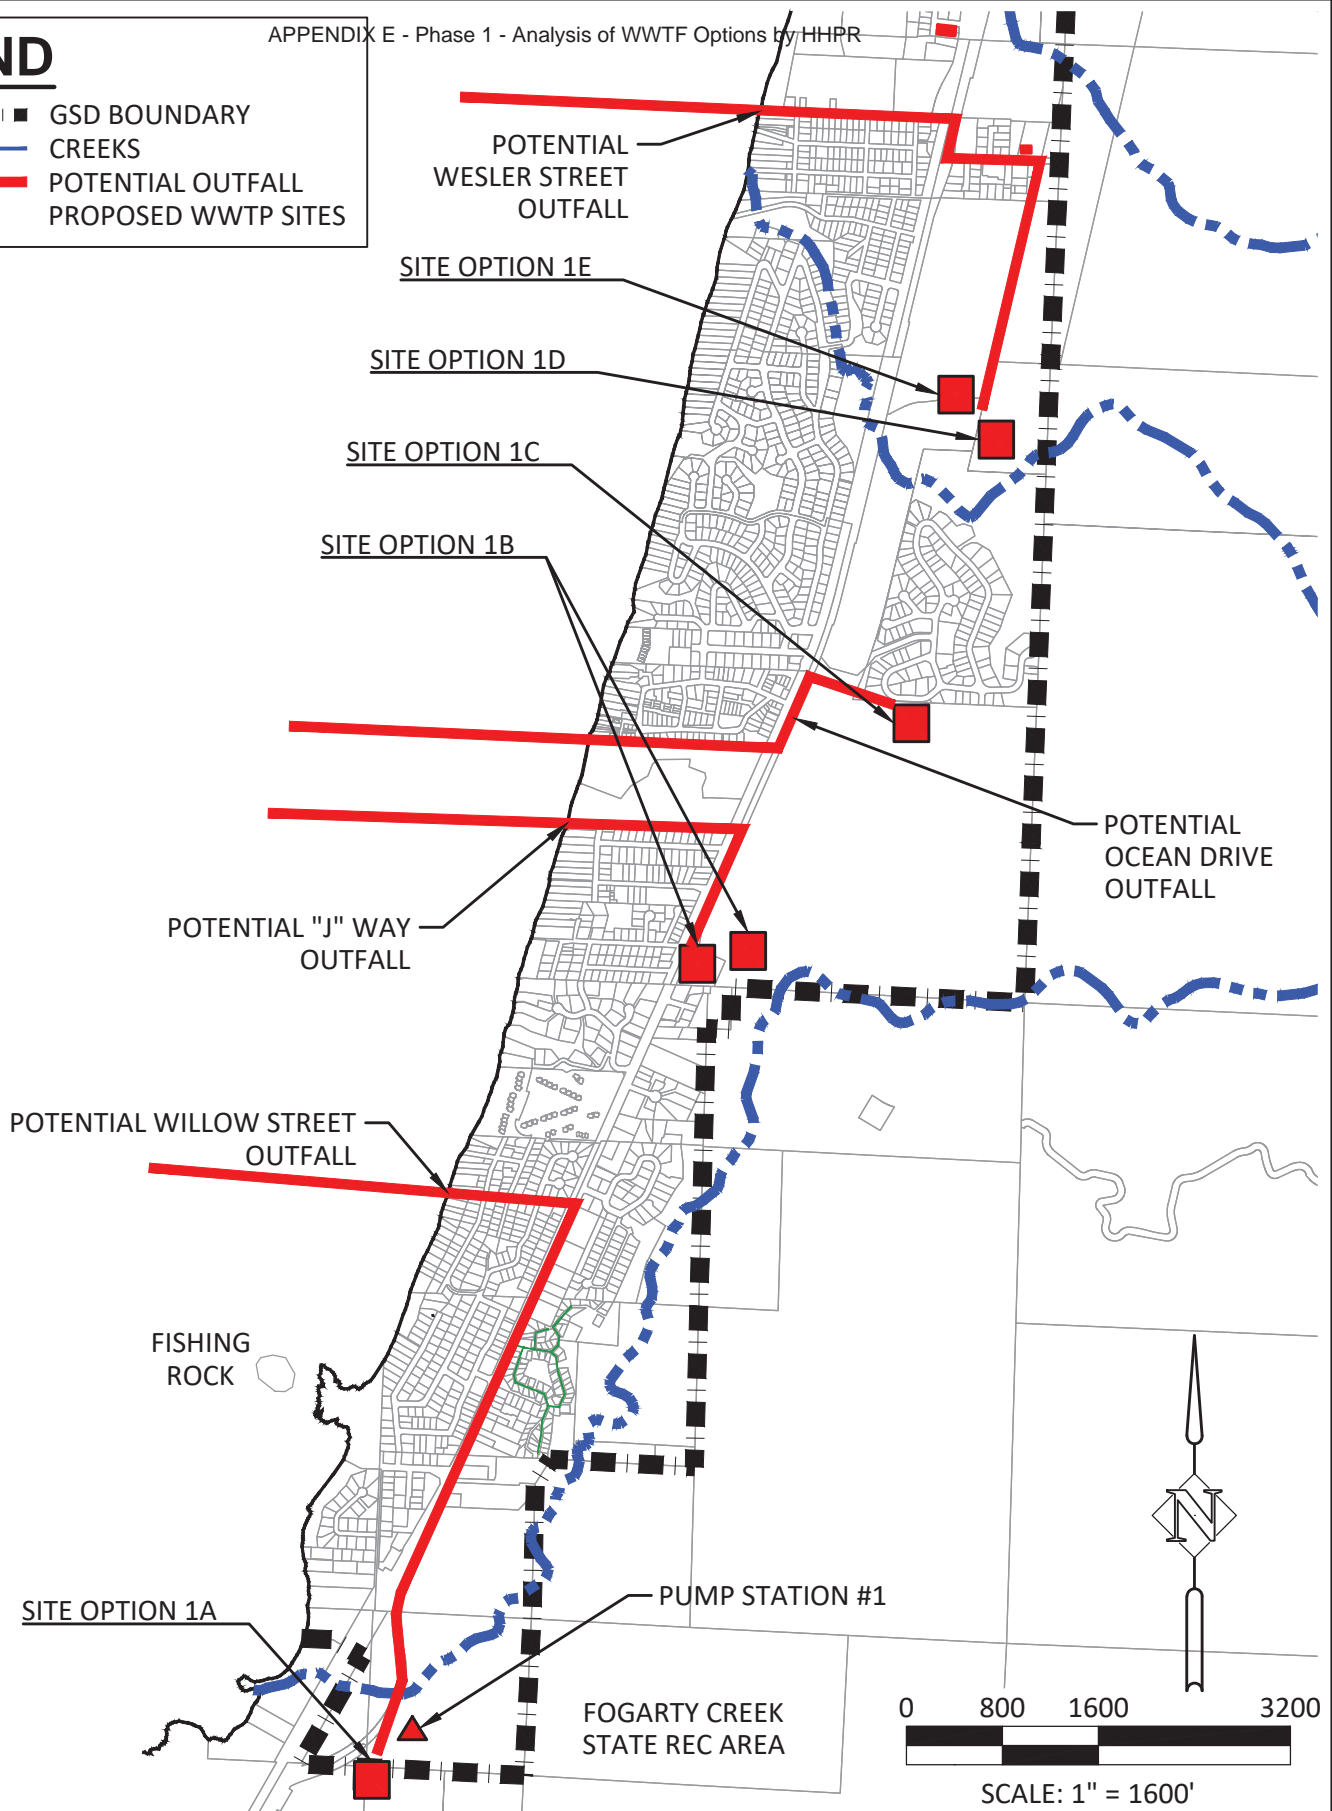 APPENDIX E - Phase 1 - Analysis of WWTF Options by HHPR
ND
GSD BOUNDARY
CREEKS
POTENTIAL OUTFALL
PROPOSED WWTP SITES
POTENTIAL
WESLER STREET
OUTFALL
SITE OPTION 1E
SITE OPTION 1D
SITE OPTION 1C
SITE OPTION 1B
POTENTIAL
OCEAN DRIVE
OUTFALL
POTENTIAL "J" WAY
OUTFALL
POTENTIAL WILLOW STREET
OUTFALL
FISHING
ROCK
N
SITE OPTION 1A
PUMP STATION #1
FOGARTY CREEK
STATE REC AREA
0 800 1600 3200
SCALE: 1" = 1600'